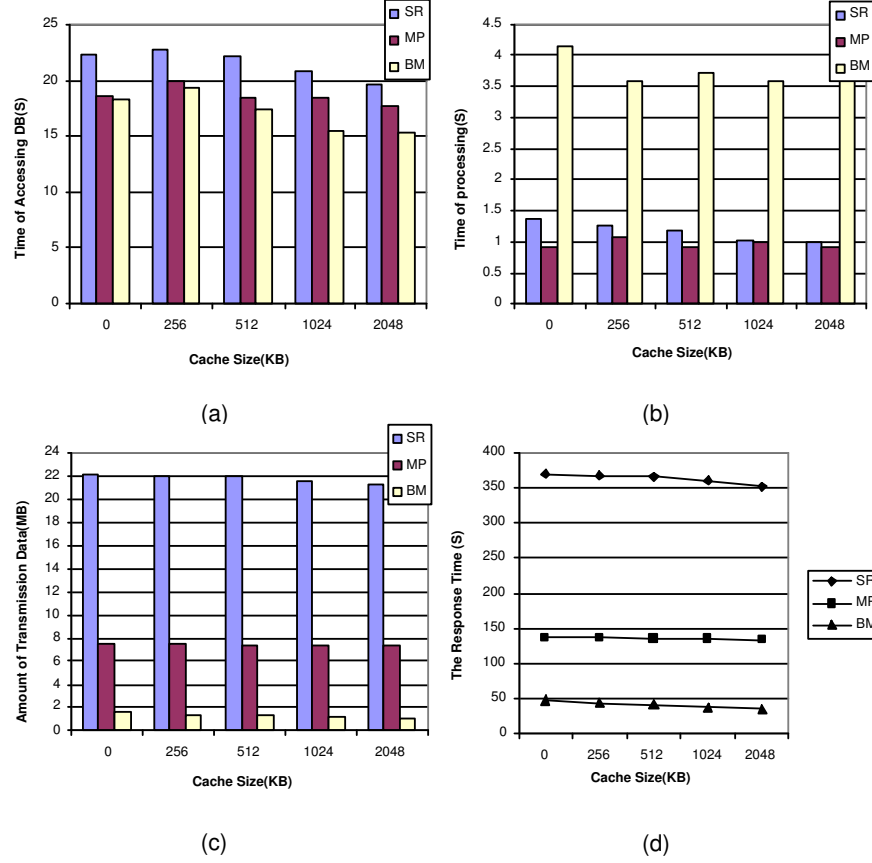 SR
MP
BM
25
20
15
10
5
0
Time of Accessing DB(S)
0 256 512 1024 2048
Cache Size(KB)
(a)
SR
MP
BM
4.5
4
3.5
3
2.5
2
1.5
1
0.5
0
Time of processing(S)
0 256 512 1024 2048
Cache Size(KB)
(b)
SR
MP
BM
24
22
20
18
16
14
12
10
8
6
4
2
0
Amount of Transmission Data(MB)
0 256 512 1024 2048
Cache Size(KB)
(c)
400
350
300
250
200
150
100
50
0
The Response Time (S)
0 256 512 1024 2048
Cache Size(KB)
SR
MP
BM
(d)